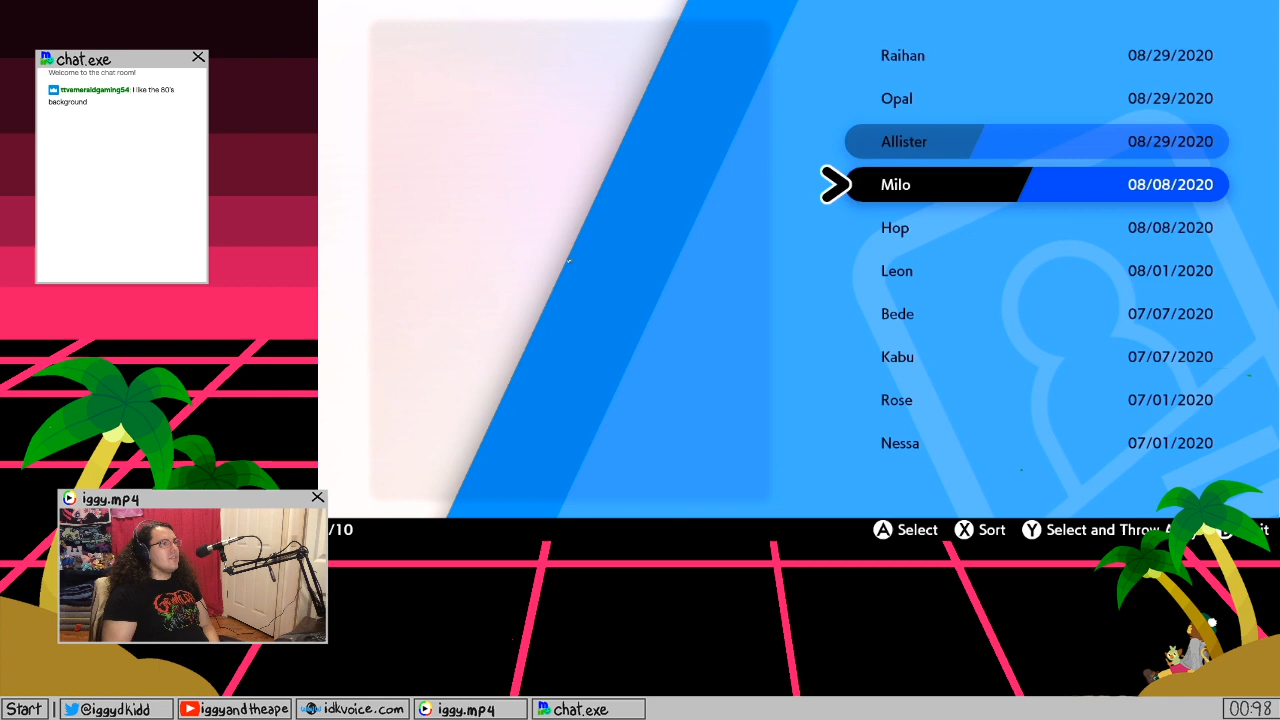 chat.exe
Welcome to the chat room!
ttvemeraldgaming54: I like the 80's
background
Raihan 08/29/2020
Opal 08/29/2020
Allister 08/29/2020
Milo 08/08/2020
Hop 08/08/2020
Leon 08/01/2020
Bede 07/07/2020
Kabu 07/07/2020
Rose 07/01/2020
Nessa 07/01/2020
/10
A Select X Sort Y Select and Throw
iggy.mp4
Start | @iggydkidd iggyandtheape idkvoice.com iggy.mp4 chat.exe 00:98